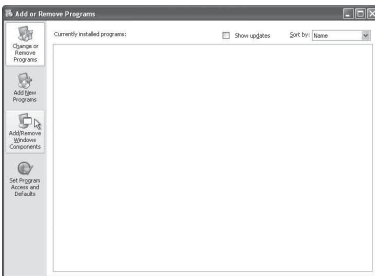 Add or Remove Programs
Change or
Remove
Programs
Currently installed programs:
Show updates
Sort by:
Name
Add New
Programs
Add/Remove
Windows
Components
Set Program
Access and
Defaults